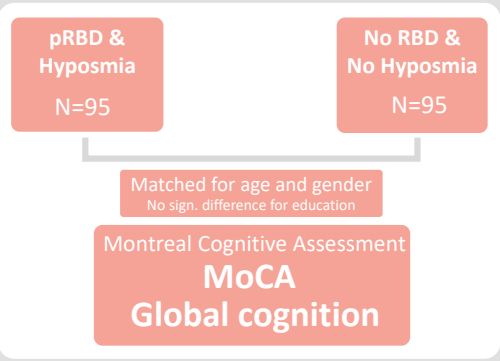 pRBD &
Hyposmia
N=95
No RBD &
No Hyposmia
N=95
Matched for age and gender
No sign. difference for education
Montreal Cognitive Assessment
MoCA
Global cognition